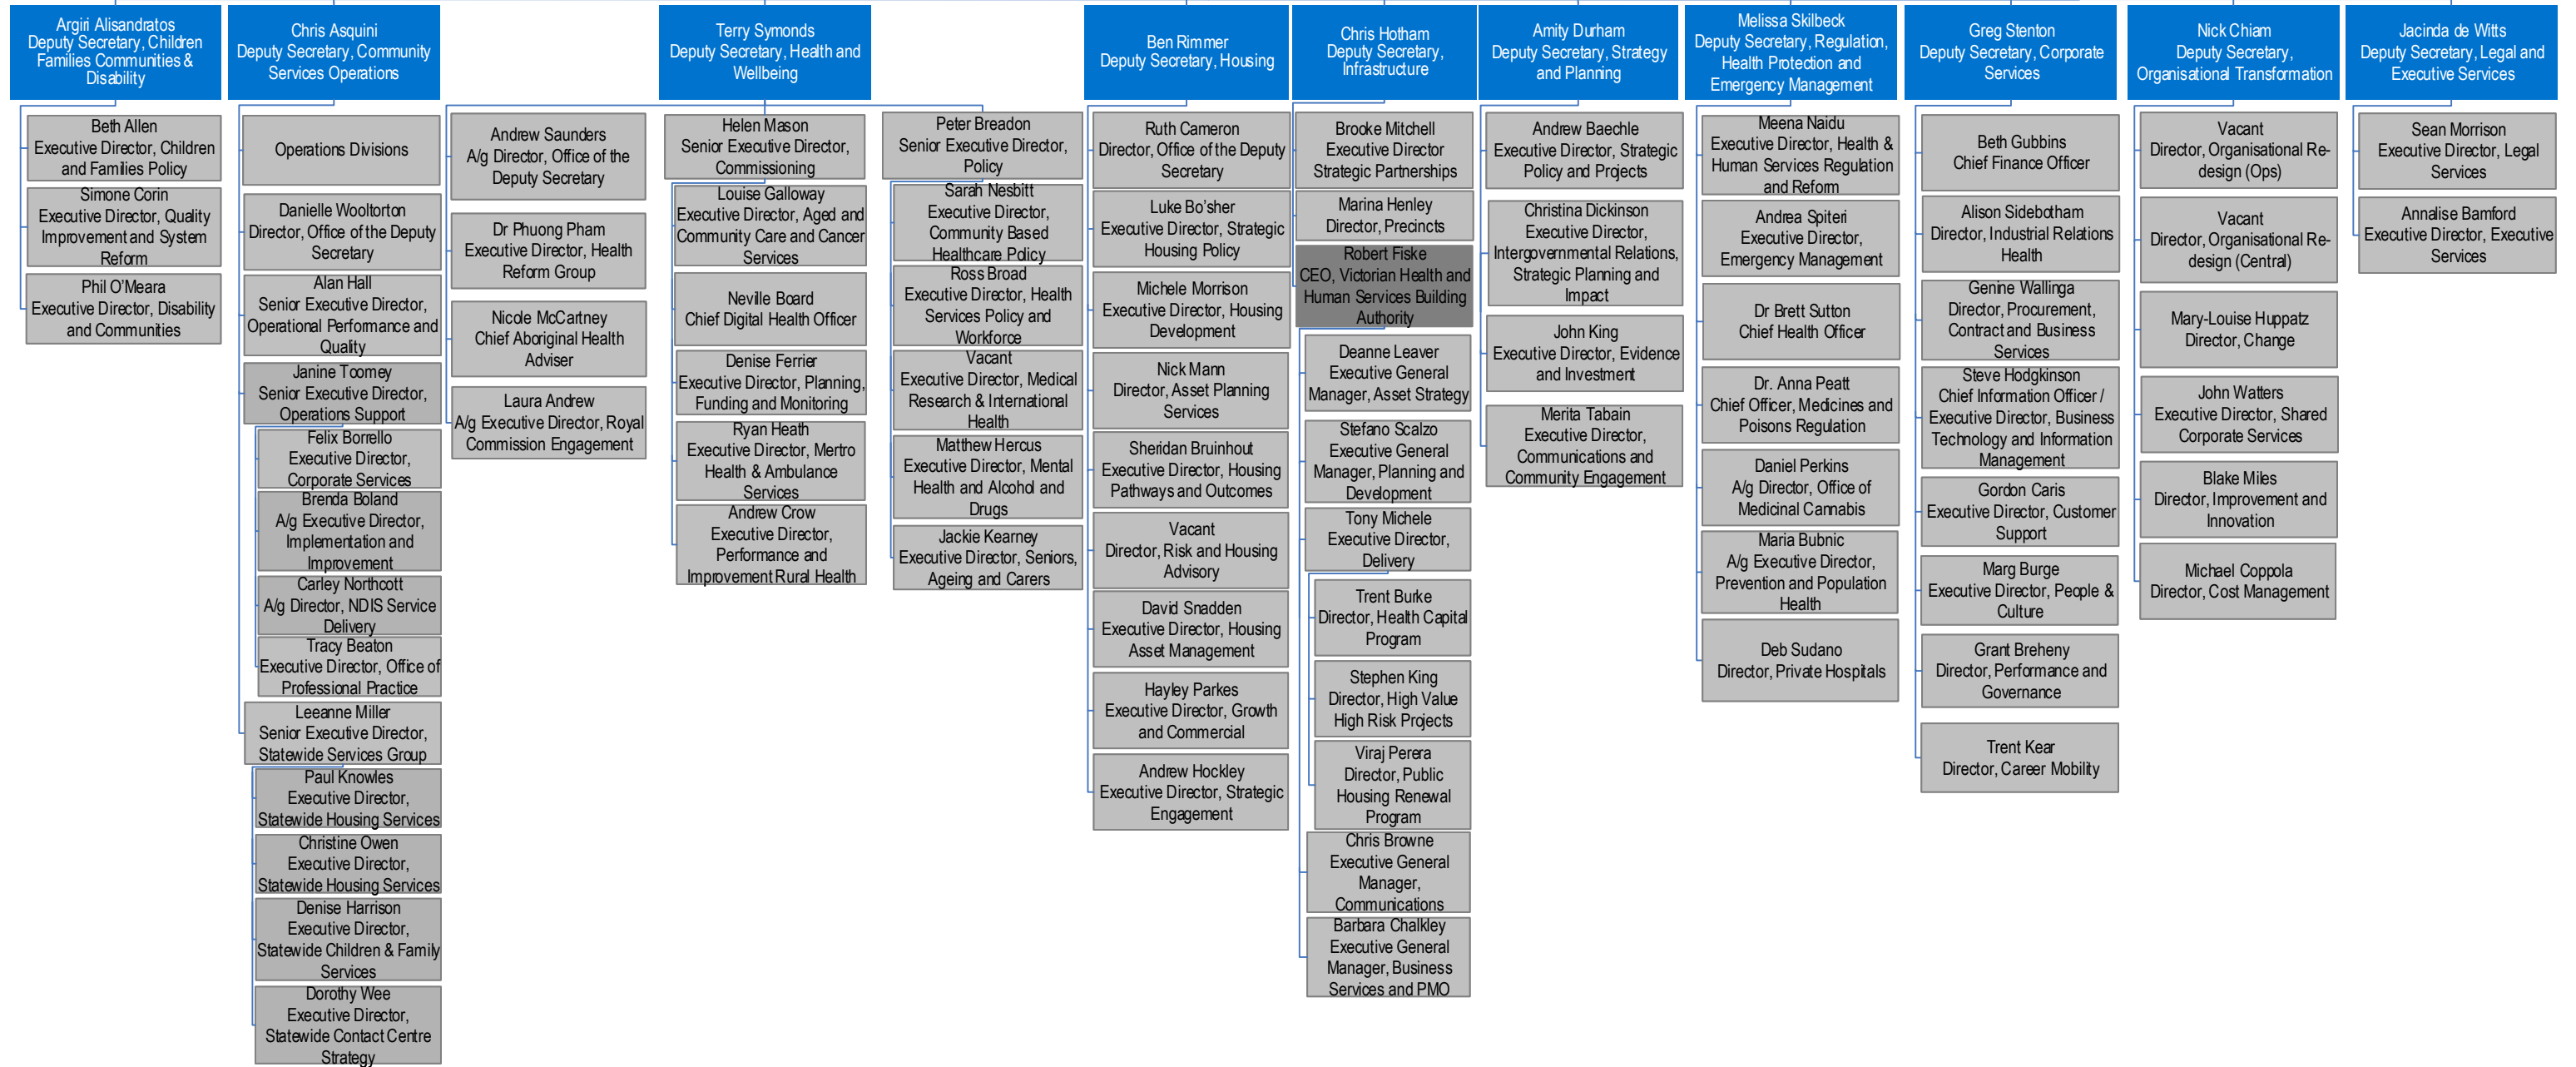 Argiri Alisandratos
Deputy Secretary, Children
Families Communities &
Disability
Beth Allen
Executive Director, Children
and Families Policy
Simone Corin
Executive Director, Quality
Improvement and System
Reform
Phil O'Meara
Executive Director, Disability
and Communities
Chris Asquini
Deputy Secretary, Community
Services Operations
Operations Divisions
Danielle Wooltorton
Director, Office of the Deputy
Secretary
Alan Hall
Senior Executive Director,
Operational Performance and
Quality
Janine Toomey
Senior Executive Director,
Operations Support
Felix Borrello
Executive Director,
Corporate Services
Brenda Boland
A/g Executive Director,
Implementation and
Improvement
Carley Northcott
A/g Director, NDIS Service
Delivery
Tracy Beaton
Executive Director, Office of
Professional Practice
Leeanne Miller
Senior Executive Director,
Statewide Services Group
Paul Knowles
Executive Director,
Statewide Housing Services
Christine Owen
Executive Director,
Statewide Housing Services
Denise Harrison
Executive Director,
Statewide Children & Family
Services
Dorothy Wee
Executive Director,
Statewide Contact Centre
Strategy
Terry Symonds
Deputy Secretary, Health and
Wellbeing
Andrew Saunders
A/g Director, Office of the
Deputy Secretary
Dr Phuong Pham
Executive Director, Health
Reform Group
Nicole McCartney
Chief Aboriginal Health
Adviser
Laura Andrew
A/g Executive Director, Royal
Commission Engagement
Helen Mason
Senior Executive Director,
Commissioning
Louise Galloway
Executive Director, Aged and
Community Care and Cancer
Services
Neville Board
Chief Digital Health Officer
Denise Ferrier
Executive Director, Planning,
Funding and Monitoring
Ryan Heath
Executive Director, Mertro
Health & Ambulance
Services
Andrew Crow
Executive Director,
Performance and
Improvement Rural Health
Peter Breadon
Senior Executive Director,
Policy
Sarah Nesbitt
Executive Director,
Community Based
Healthcare Policy
Ross Broad
Executive Director, Health
Services Policy and
Workforce
Vacant
Executive Director, Medical
Research & International
Health
Matthew Hercus
Executive Director, Mental
Health and Alcohol and
Drugs
Jackie Kearney
Executive Director, Seniors,
Ageing and Carers
Ben Rimmer
Deputy Secretary, Housing
Ruth Cameron
Director, Office of the Deputy
Secretary
Luke Bo'sher
Executive Director, Strategic
Housing Policy
Michele Morrison
Executive Director, Housing
Development
Nick Mann
Director, Asset Planning
Services
Sheridan Bruinhout
Executive Director, Housing
Pathways and Outcomes
Vacant
Director, Risk and Housing
Advisory
David Snadden
Executive Director, Housing
Asset Management
Hayley Parkes
Executive Director, Growth
and Commercial
Andrew Hockley
Executive Director, Strategic
Engagement
Chris Hotham
Deputy Secretary,
Infrastructure
Brooke Mitchell
Executive Director
Strategic Partnerships
Marina Henley
Director, Precincts
Robert Fiske
CEO, Victorian Health and
Human Services Building
Authority
Deanne Leaver
Executive General
Manager, Asset Strategy
Stefano Scalzo
Executive General
Manager, Planning and
Development
Tony Michele
Executive Director,
Delivery
Trent Burke
Director, Health Capital
Program
Stephen King
Director, High Value
High Risk Projects
Viraj Perera
Director, Public
Housing Renewal
Program
Chris Browne
Executive General
Manager,
Communications
Barbara Chalkley
Executive General
Manager, Business
Services and PMO
Amity Durham
Deputy Secretary, Strategy
and Planning
Andrew Baechle
Executive Director, Strategic
Policy and Projects
Christina Dickinson
Executive Director,
Intergovernmental Relations,
Strategic Planning and
Impact
John King
Executive Director, Evidence
and Investment
Merita Tabain
Executive Director,
Communications and
Community Engagement
Melissa Skilbeck
Deputy Secretary, Regulation,
Health Protection and
Emergency Management
Meena Naidu
Executive Director, Health &
Human Services Regulation
and Reform
Andrea Spiteri
Executive Director,
Emergency Management
Dr Brett Sutton
Chief Health Officer
Dr. Anna Peatt
Chief Officer, Medicines and
Poisons Regulation
Daniel Perkins
A/g Director, Office of
Medicinal Cannabis
Maria Bubnic
A/g Executive Director,
Prevention and Population
Health
Deb Sudano
Director, Private Hospitals
Greg Stenton
Deputy Secretary, Corporate
Services
Beth Gubbins
Chief Finance Officer
Alison Sidebotham
Director, Industrial Relations
Health
Genine Wallinga
Director, Procurement,
Contract and Business
Services
Steve Hodgkinson
Chief Information Officer /
Executive Director, Business
Technology and Information
Management
Gordon Caris
Executive Director, Customer
Support
Marg Burge
Executive Director, People &
Culture
Grant Breheny
Director, Performance and
Governance
Trent Kear
Director, Career Mobility
Nick Chiam
Deputy Secretary,
Organisational Transformation
Vacant
Director, Organisational Re-
design (Ops)
Vacant
Director, Organisational Re-
design (Central)
Mary-Louise Huppatz
Director, Change
John Watters
Executive Director, Shared
Corporate Services
Blake Miles
Director, Improvement and
Innovation
Michael Coppola
Director, Cost Management
Jacinda de Witts
Deputy Secretary, Legal and
Executive Services
Sean Morrison
Executive Director, Legal
Services
Annalise Bamford
Executive Director, Executive
Services